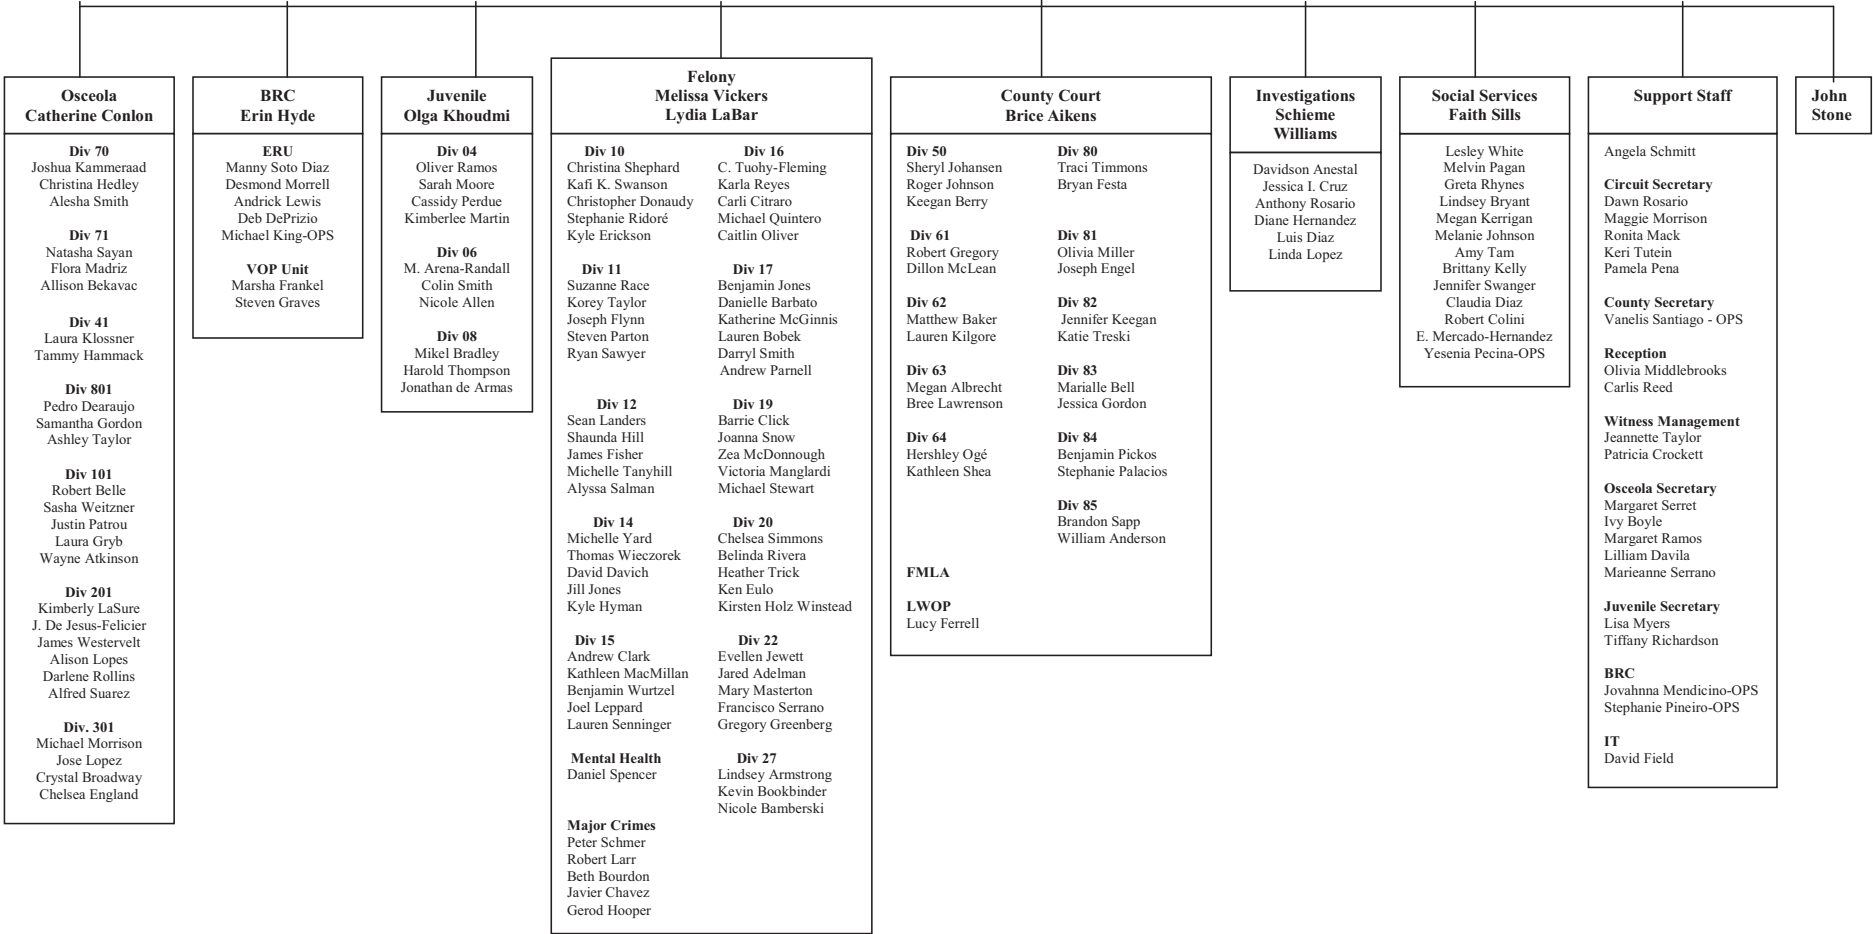 Osceola
Catherine Conlon
Div 70
Joshua Kammeraad
Christina Hedley
Alesha Smith
Div 71
Natasha Sayan
Flora Madriz
Allison Bekavac
Div 41
Laura Klossner
Tammy Hammack
Div 801
Pedro Dearaujo
Samantha Gordon
Ashley Taylor
Div 101
Robert Belle
Sasha Weitzner
Justin Patrou
Laura Gryb
Wayne Atkinson
Div 201
Kimberly LaSure
J. De Jesus-Felicier
James Westervelt
Alison Lopes
Darlene Rollins
Alfred Suarez
Div. 301
Michael Morrison
Jose Lopez
Crystal Broadway
Chelsea England
BRC
Erin Hyde
ERU
Manny Soto Diaz
Desmond Morrell
Andrick Lewis
Deb DePrizio
Michael King-OPS
VOP Unit
Marsha Frankel
Steven Graves
Juvenile
Olga Khoudmi
Div 04
Oliver Ramos
Sarah Moore
Cassidy Perdue
Kimberlee Martin
Div 06
M. Arena-Randall
Colin Smith
Nicole Allen
Div 08
Mikel Bradley
Harold Thompson
Jonathan de Armas
Felony
Melissa Vickers
Lydia LaBar
Div 10
Christina Shephard
Kafi K. Swanson
Christopher Donaudy
Stephanie Ridoré
Kyle Erickson
Div 11
Suzanne Race
Korey Taylor
Joseph Flynn
Steven Parton
Ryan Sawyer
Div 12
Sean Landers
Shaunda Hill
James Fisher
Michelle Tanyhill
Alyssa Salman
Div 14
Michelle Yard
Thomas Wieczorek
David Davich
Jill Jones
Kyle Hyman
Div 15
Andrew Clark
Kathleen MacMillan
Benjamin Wurtzel
Joel Leppard
Lauren Senninger
Mental Health
Daniel Spencer
Major Crimes
Peter Schmer
Robert Larr
Beth Bourdon
Javier Chavez
Gerod Hooper
Div 16
C. Tuohy-Fleming
Karla Reyes
Carli Citraro
Michael Quintero
Caitlin Oliver
Div 17
Benjamin Jones
Danielle Barbato
Katherine McGinnis
Lauren Bobek
Darryl Smith
Andrew Parnell
Div 19
Barrie Click
Joanna Snow
Zea McDonnough
Victoria Manglardi
Michael Stewart
Div 20
Chelsea Simmons
Belinda Rivera
Heather Trick
Ken Eulo
Kirsten Holz Winstead
Div 22
Evellen Jewett
Jared Adelman
Mary Masterton
Francisco Serrano
Gregory Greenberg
Div 27
Lindsey Armstrong
Kevin Bookbinder
Nicole Bamberski
County Court
Brice Aikens
Div 50
Sheryl Johansen
Roger Johnson
Keegan Berry
Div 61
Robert Gregory
Dillon McLean
Div 62
Matthew Baker
Lauren Kilgore
Div 63
Megan Albrecht
Bree Lawrenson
Div 64
Hershley Ogé
Kathleen Shea
FMLA
LWOP
Lucy Ferrell
Div 80
Traci Timmons
Bryan Festa
Div 81
Olivia Miller
Joseph Engel
Div 82
Jennifer Keegan
Katie Treski
Div 83
Marialle Bell
Jessica Gordon
Div 84
Benjamin Pickos
Stephanie Palacios
Div 85
Brandon Sapp
William Anderson
Investigations
Schieme
Williams
Davidson Anestal
Jessica I. Cruz
Anthony Rosario
Diane Hernandez
Luis Diaz
Linda Lopez
Social Services
Faith Sills
Lesley White
Melvin Pagan
Greta Rhynes
Lindsey Bryant
Megan Kerrigan
Melanie Johnson
Amy Tam
Brittany Kelly
Jennifer Swanger
Claudia Diaz
Robert Colini
E. Mercado-Hernandez
Yesenia Pecina-OPS
Support Staff
Angela Schmitt
Circuit Secretary
Dawn Rosario
Maggie Morrison
Ronita Mack
Keri Tutein
Pamela Pena
County Secretary
Vanelis Santiago - OPS
Reception
Olivia Middlebrooks
Carlis Reed
Witness Management
Jeannette Taylor
Patricia Crockett
Osceola Secretary
Margaret Serret
Ivy Boyle
Margaret Ramos
Lilliam Davila
Marieanne Serrano
Juvenile Secretary
Lisa Myers
Tiffany Richardson
BRC
Jovahnna Mendicino-OPS
Stephanie Pineiro-OPS
IT
David Field
John
Stone